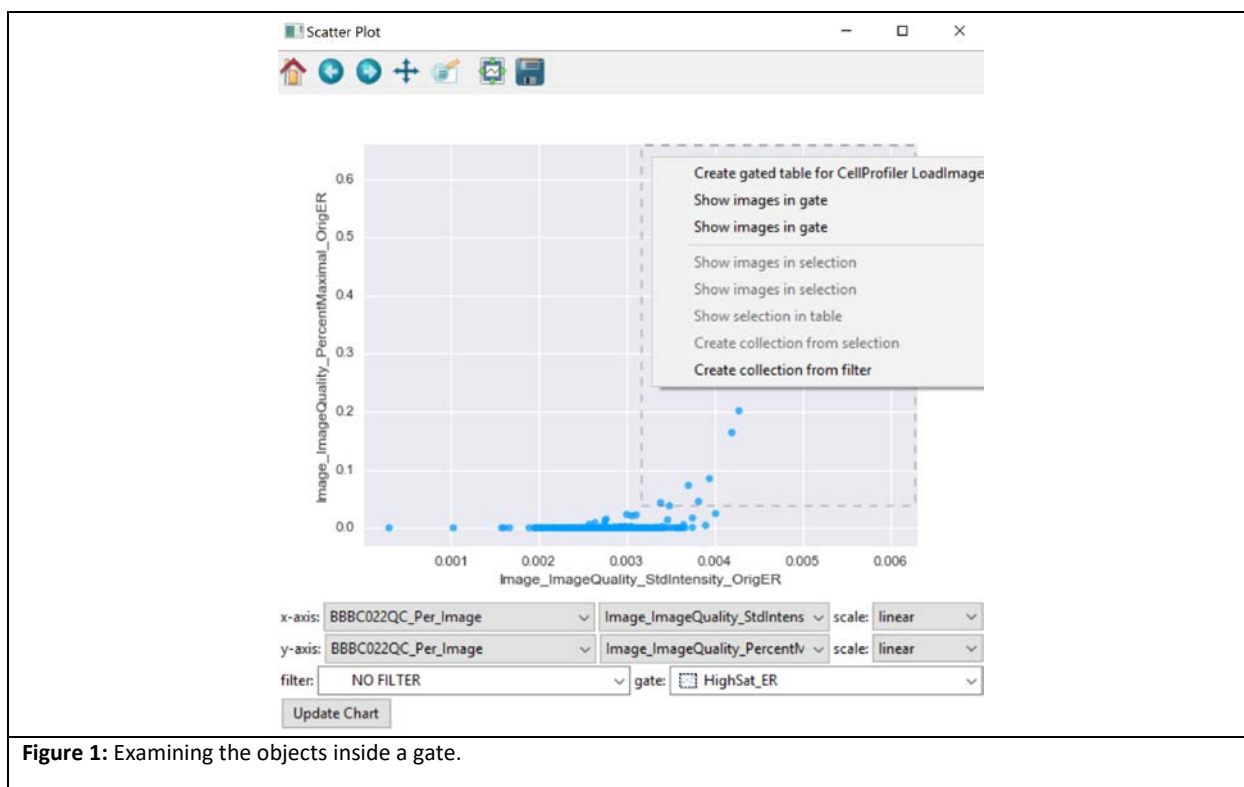 Scatter Plot
Create gated table for CellProfiler LoadImage
Show images in gate
Show images in gate
Show images in selection
Show images in selection
Show selection in table
Create collection from selection
Create collection from filter
Image_ImageQuality_PercentMaximal_OrigER
0.6
0.5
0.4
0.3
0.2
0.1
0.0
0.001 0.002 0.003 0.004 0.005 0.006
Image_ImageQuality_StdIntensity_OrigER
x-axis: BBBC022QC_Per_Image Image_ImageQuality_StdIntens scale: linear
y-axis: BBBC022QC_Per_Image Image_ImageQuality_PercentM scale: linear
filter: NO FILTER gate: HighSat_ER
Update Chart
Figure 1: Examining the objects inside a gate.